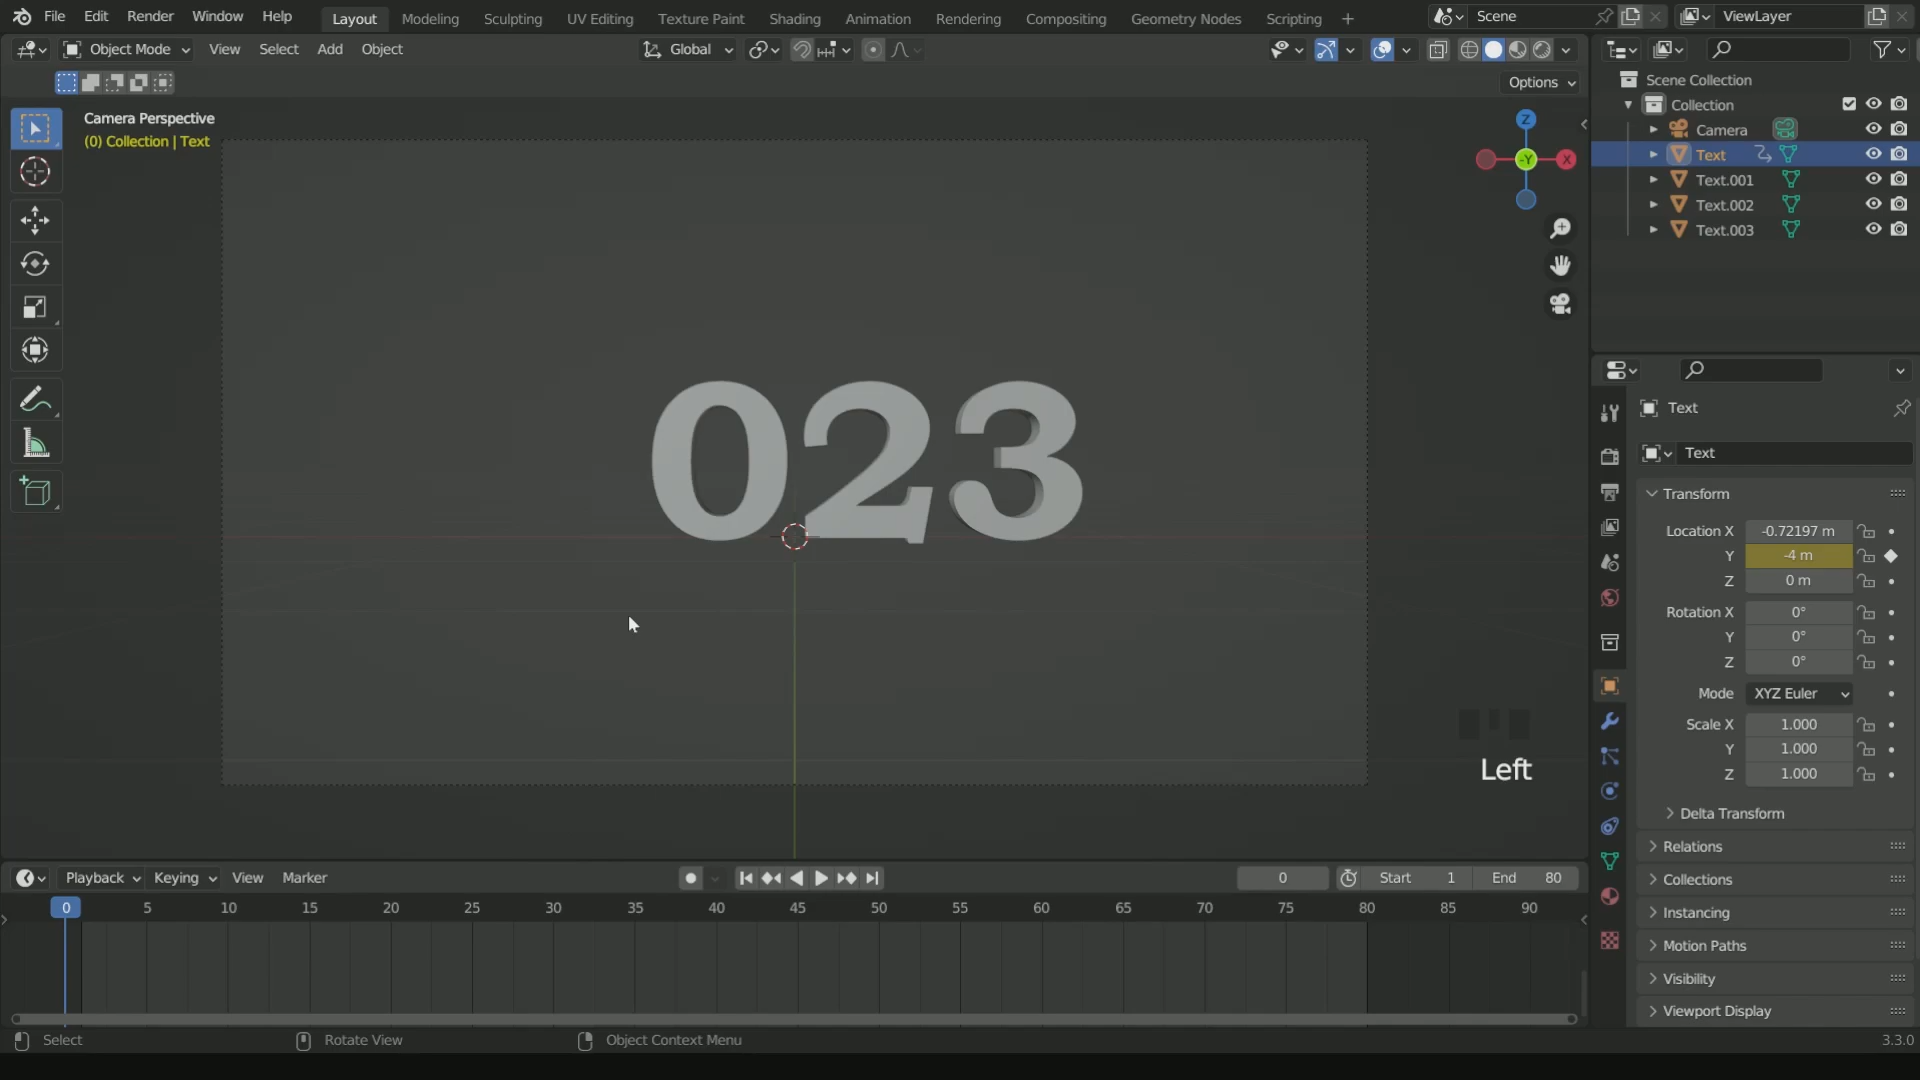 File Edit Render Window Help Layout Modeling Sculpting UV Editing Texture Paint Shading Animation Rendering Compositing Geometry Nodes Scripting + Scene ViewLayer
Object Mode View Select Add Object Global
Options
Camera Perspective
(0) Collection | Text
Z
-Y
X
023
Left
Scene Collection
Collection
Camera
Text
Text.001
Text.002
Text.003
Text
Text
Transform
Location X -0.72197 m
Y -4 m
Z 0 m
Rotation X 0°
Y 0°
Z 0°
Mode XYZ Euler
Scale X 1.000
Y 1.000
Z 1.000
Delta Transform
Relations
Collections
Instancing
Motion Paths
Visibility
Viewport Display
Playback Keying View Marker 0 Start 1 End 80
0 5 10 15 20 25 30 35 40 45 50 55 60 65 70 75 80 85 90
Select Rotate View Object Context Menu 3.3.0